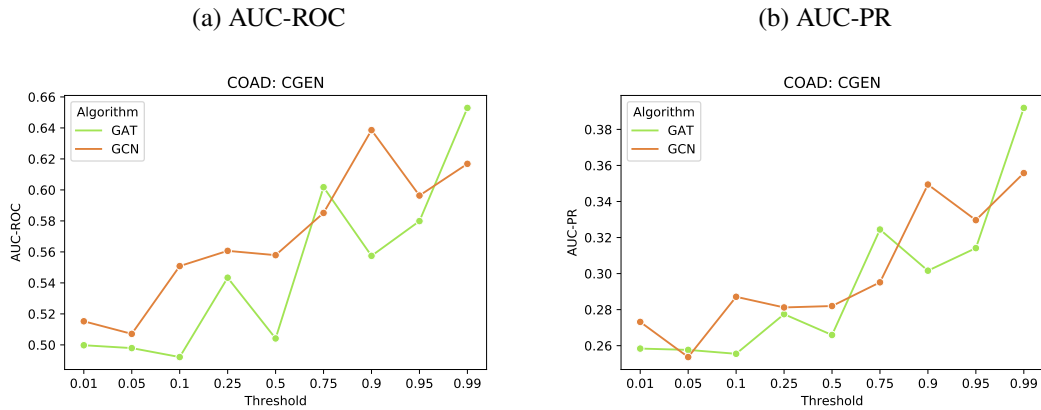 (a) AUC-ROC
(b) AUC-PR
COAD: CGEN
0.66
0.64
0.62
0.60
0.58
0.56
0.54
0.52
0.50
AUC-ROC
Algorithm
GAT
GCN
0.01 0.05 0.1 0.25 0.5 0.75 0.9 0.95 0.99
Threshold
COAD: CGEN
0.38
0.36
0.34
0.32
0.30
0.28
0.26
AUC-PR
Algorithm
GAT
GCN
0.01 0.05 0.1 0.25 0.5 0.75 0.9 0.95 0.99
Threshold